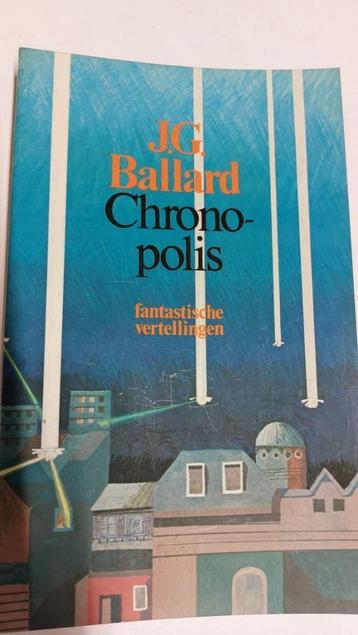 J.G.
Ballard
Chrono-
polis
fantastische
vertellingen